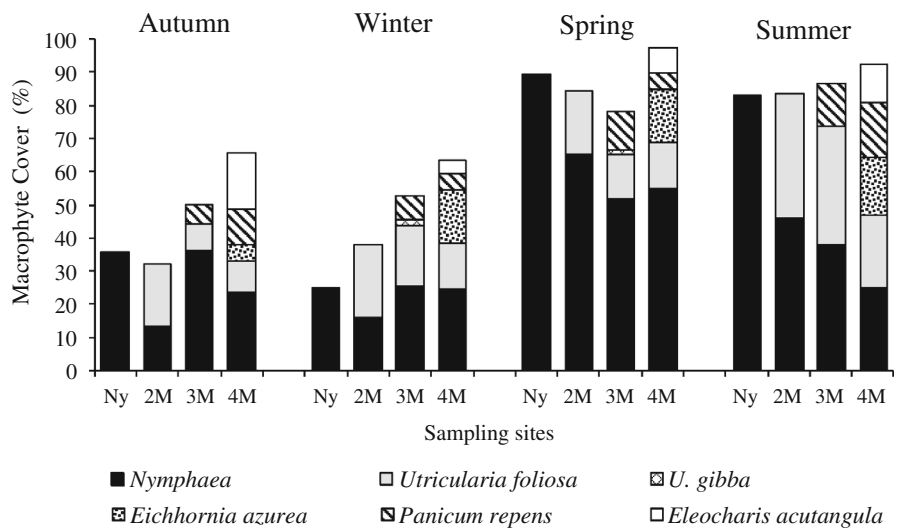 Autumn Winter Spring Summer
100
90
80
70
60
50
40
30
20
10
0
Macrophyte Cover (%)
Ny 2M 3M 4M Ny 2M 3M 4M Ny 2M 3M 4M Ny 2M 3M 4M
Sampling sites
Nymphaea Utricularia foliosa U. gibba
Eichhornia azurea Panicum repens Eleocharis acutangula